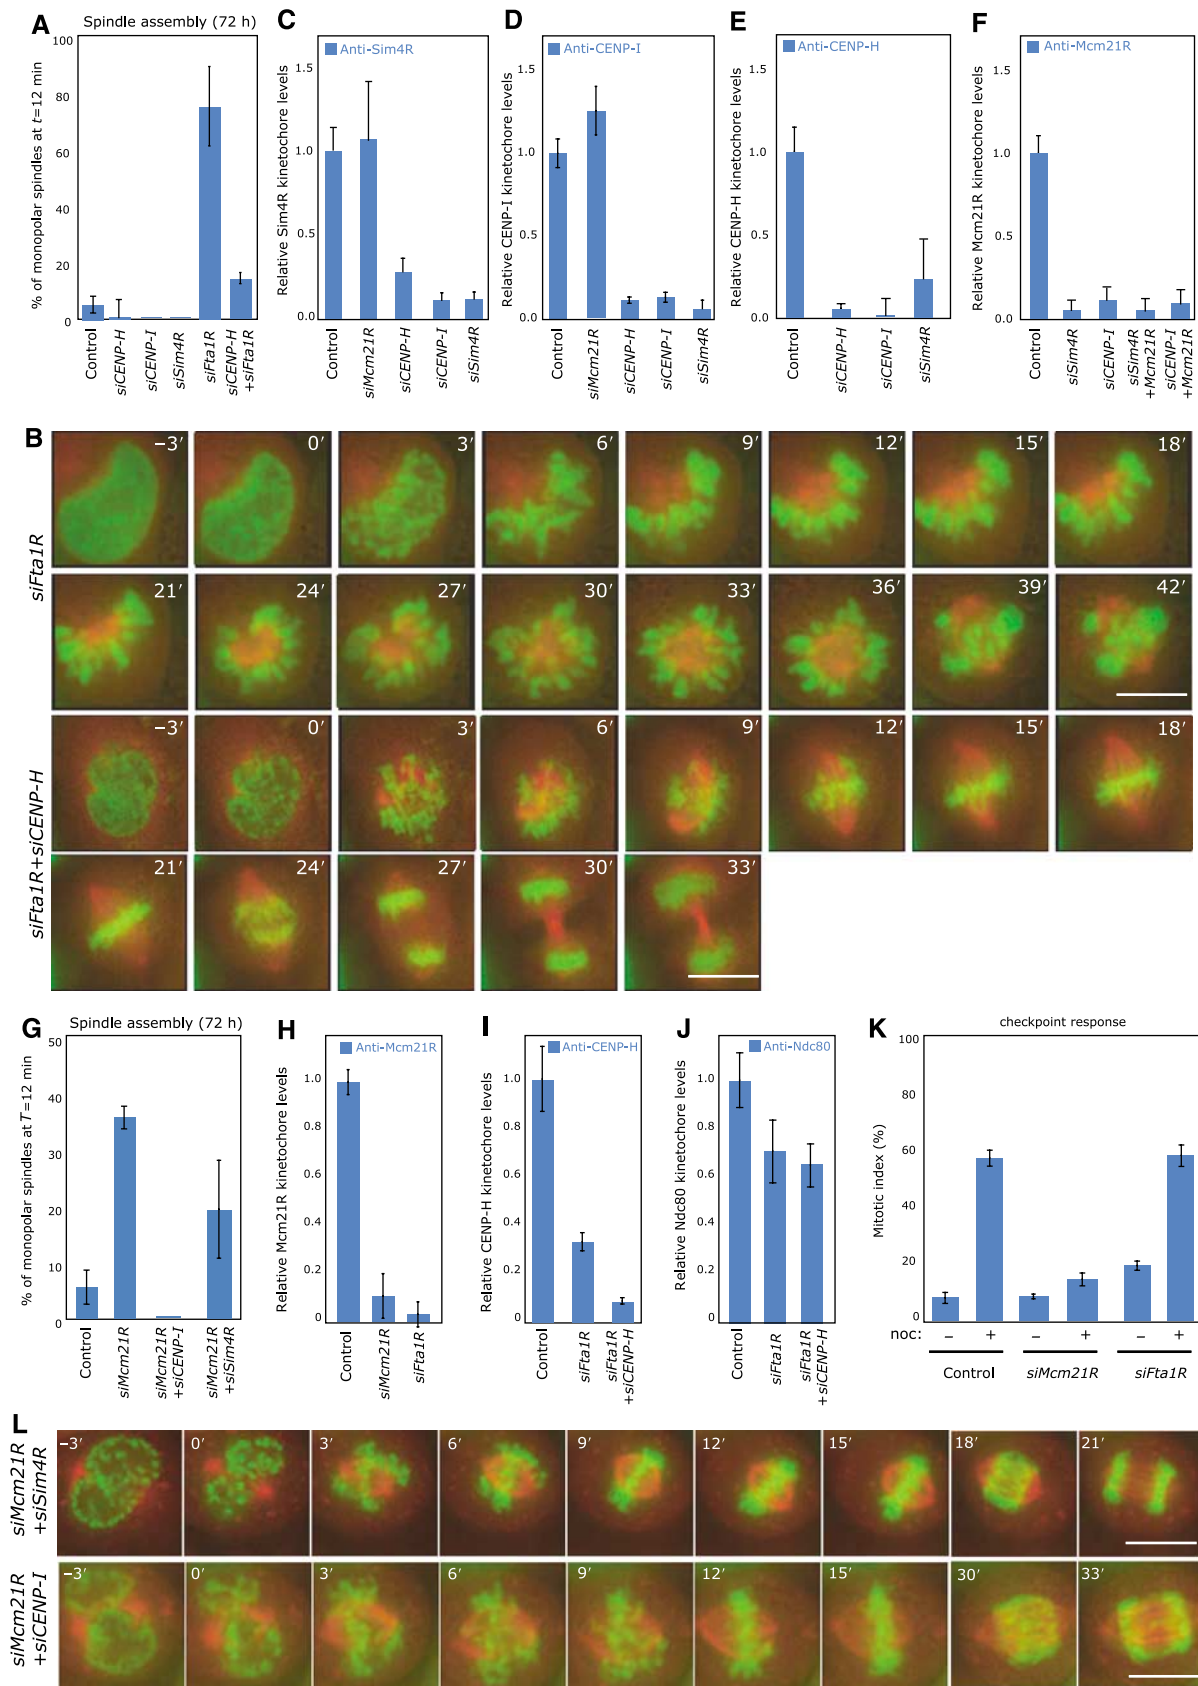 A
Spindle assembly (72 h)
% of monopolar spindles at t=12 min
100
80
60
40
20
0
Control
siCENP-H
siCENP-I
siSim4R
siFta1R
siCENP-H
+siFta1R
C
Anti-Sim4R
Relative Sim4R kinetochore levels
1.5
1.0
0.5
0.0
Control
siMcm21R
siCENP-H
siCENP-I
siSim4R
D
Anti-CENP-I
Relative CENP-I kinetochore levels
1.5
1.0
0.5
0.0
Control
siMcm21R
siCENP-H
siCENP-I
siSim4R
E
Anti-CENP-H
Relative CENP-H kinetochore levels
1.5
1.0
0.5
0.0
Control
siCENP-H
siCENP-I
siSim4R
F
Anti-Mcm21R
Relative Mcm21R kinetochore levels
1.5
1.0
0.5
0.0
Control
siSim4R
siCENP-I
siSim4R
+Mcm21R
siCENP-I
+Mcm21R
B
siFta1R
−3′ 0′ 3′ 6′ 9′ 12′ 15′ 18′
21′ 24′ 27′ 30′ 33′ 36′ 39′ 42′
siFta1R+siCENP-H
−3′ 0′ 3′ 6′ 9′ 12′ 15′ 18′
21′ 24′ 27′ 30′ 33′
G
Spindle assembly (72 h)
% of monopolar spindles at T=12 min
50
40
30
20
10
0
Control
siMcm21R
siMcm21R
+siCENP-I
siMcm21R
+siSim4R
H
Anti-Mcm21R
Relative Mcm21R kinetochore levels
1.0
0.8
0.6
0.4
0.2
0
Control
siMcm21R
siFta1R
I
Anti-CENP-H
Relative CENP-H kinetochore levels
1.0
0.8
0.6
0.4
0.2
0
Control
siFta1R
siFta1R
+siCENP-H
J
Anti-Ndc80
Relative Ndc80 kinetochore levels
1.0
0.8
0.6
0.4
0.2
0
Control
siFta1R
siFta1R
+siCENP-H
K
checkpoint response
Mitotic index (%)
100
80
60
40
20
0
noc: − + − + − +
Control siMcm21R siFta1R
L
siMcm21R
+siSim4R
−3′ 0′ 3′ 6′ 9′ 12′ 15′ 18′ 21′
siMcm21R
+siCENP-I
−3′ 0′ 3′ 6′ 9′ 12′ 15′ 30′ 33′